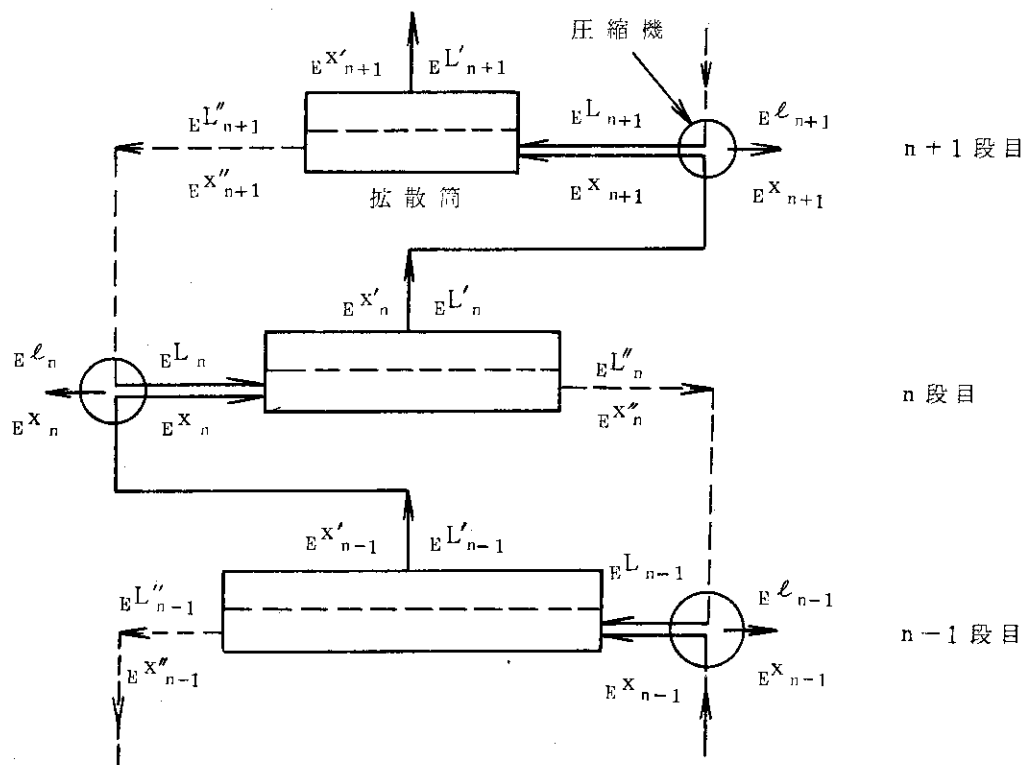 圧縮機
Ex'n+1 EL'n+1
EL"n+1 ELn+1 Eℓn+1
n+1段目
Ex"n+1 拡散筒 Exn+1 Exn+1
Ex'n EL'n
Eℓn ELn EL"n
n段目
Exn Exn Ex"n
Ex'n-1 EL'n-1
EL"n-1 ELn-1 Eℓn-1
n-1段目
Ex"n-1 Exn-1 Exn-1